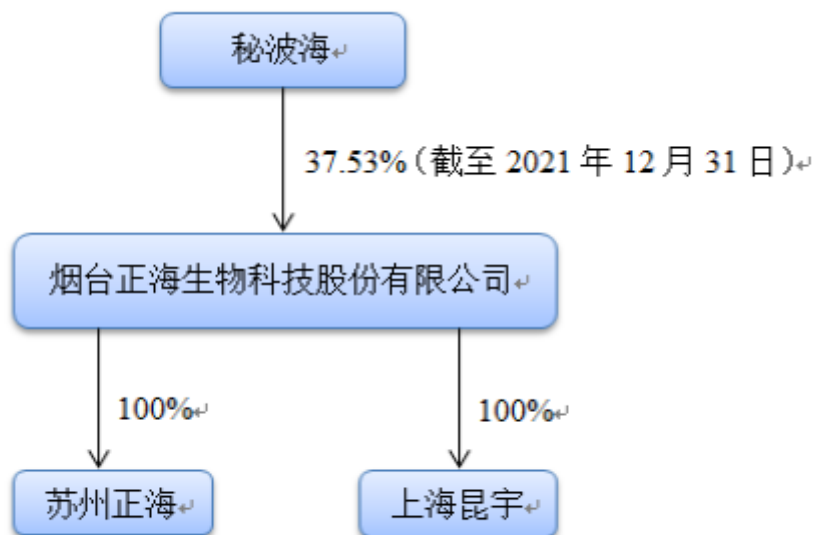 秘波海
37.53%（截至 2021 年 12 月 31 日）
烟台正海生物科技股份有限公司
100%
100%
苏州正海
上海昆宇